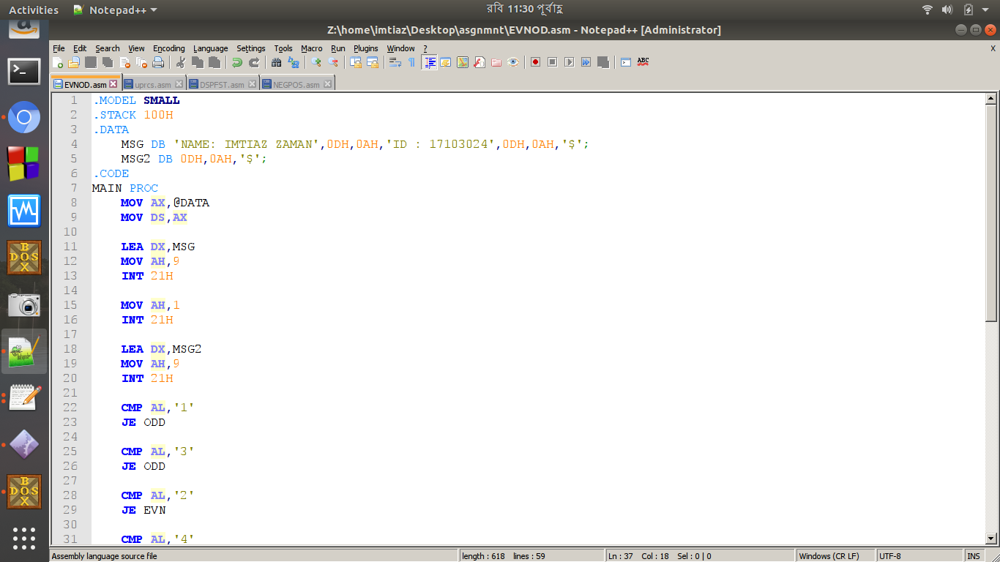 Activities Notepad++ রবি 11:30 পূর্বাহ্ণ
Z:\home\imtiaz\Desktop\asgnmnt\EVNOD.asm - Notepad++ [Administrator]
File Edit Search View Encoding Language Settings Tools Macro Run Plugins Window ? X
EVNOD.asm uprcs.asm DSPFST.asm NEGPOS.asm
1 .MODEL SMALL
2 .STACK 100H
3 .DATA
4 MSG DB 'NAME: IMTIAZ ZAMAN',0DH,0AH,'ID : 17103024',0DH,0AH,'$';
5 MSG2 DB 0DH,0AH,'$';
6 .CODE
7 MAIN PROC
8 MOV AX,@DATA
9 MOV DS,AX
10
11 LEA DX,MSG
12 MOV AH,9
13 INT 21H
14
15 MOV AH,1
16 INT 21H
17
18 LEA DX,MSG2
19 MOV AH,9
20 INT 21H
21
22 CMP AL,'1'
23 JE ODD
24
25 CMP AL,'3'
26 JE ODD
27
28 CMP AL,'2'
29 JE EVN
30
31 CMP AL,'4'
Assembly language source file length : 618 lines : 59 Ln : 37 Col : 18 Sel : 0 | 0 Windows (CR LF) UTF-8 INS